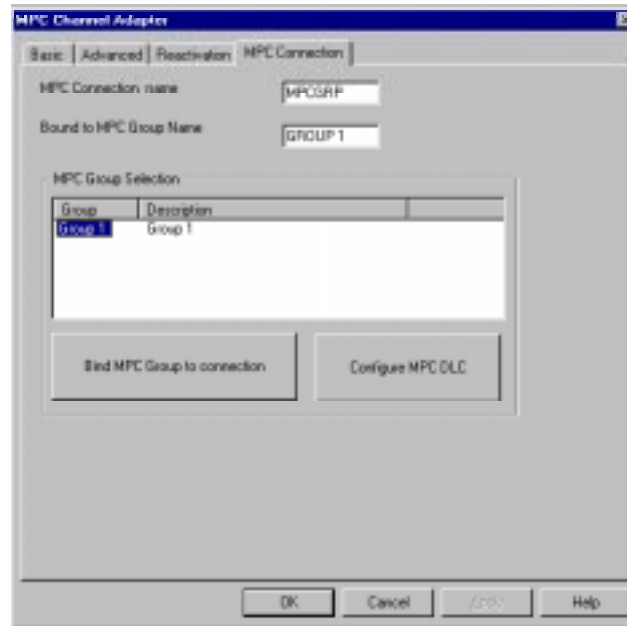 MPC Channel Adapter
Basic Advanced Reactivation MPC Connection
MPC Connection name MPCGRP
Bound to MPC Group Name GROUP1
MPC Group Selection
Group Description
Group 1 Group 1
Bind MPC Group to connection Configure MPC DLC
OK Cancel Apply Help